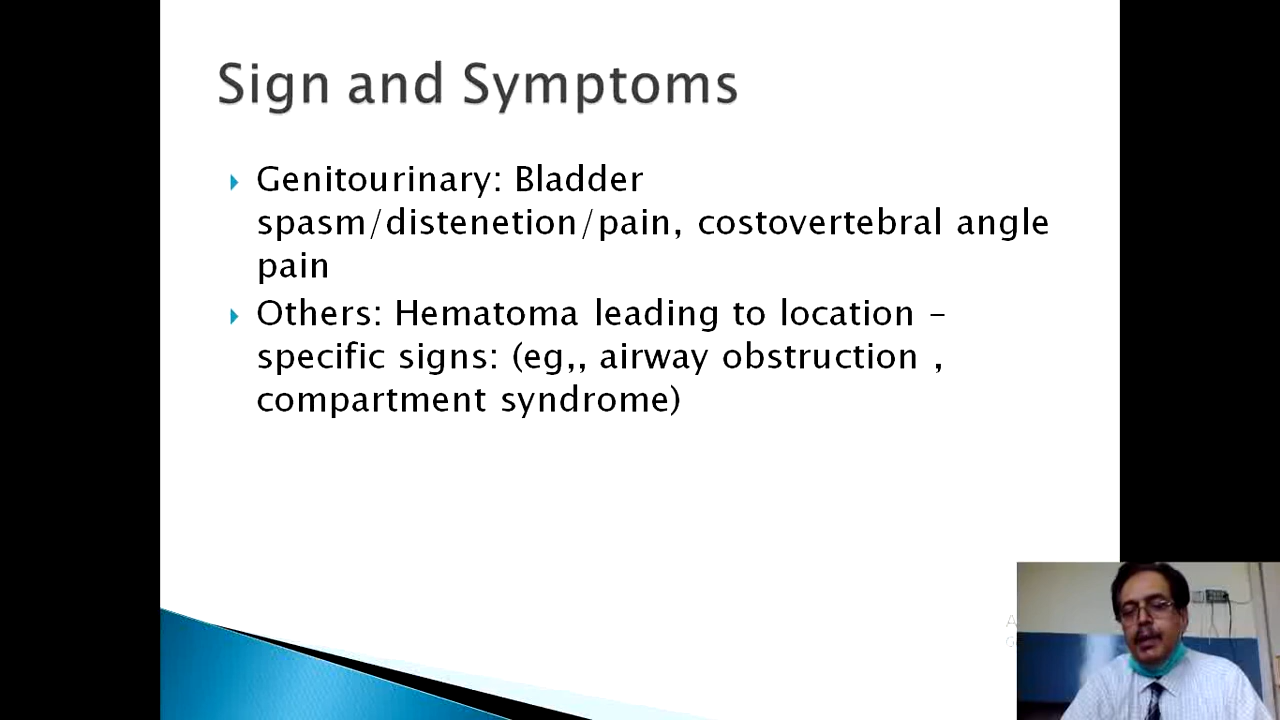 Sign and Symptoms
Genitourinary: Bladder
spasm/distenetion/pain, costovertebral angle
pain
Others: Hematoma leading to location –
specific signs: (eg,, airway obstruction ,
compartment syndrome)